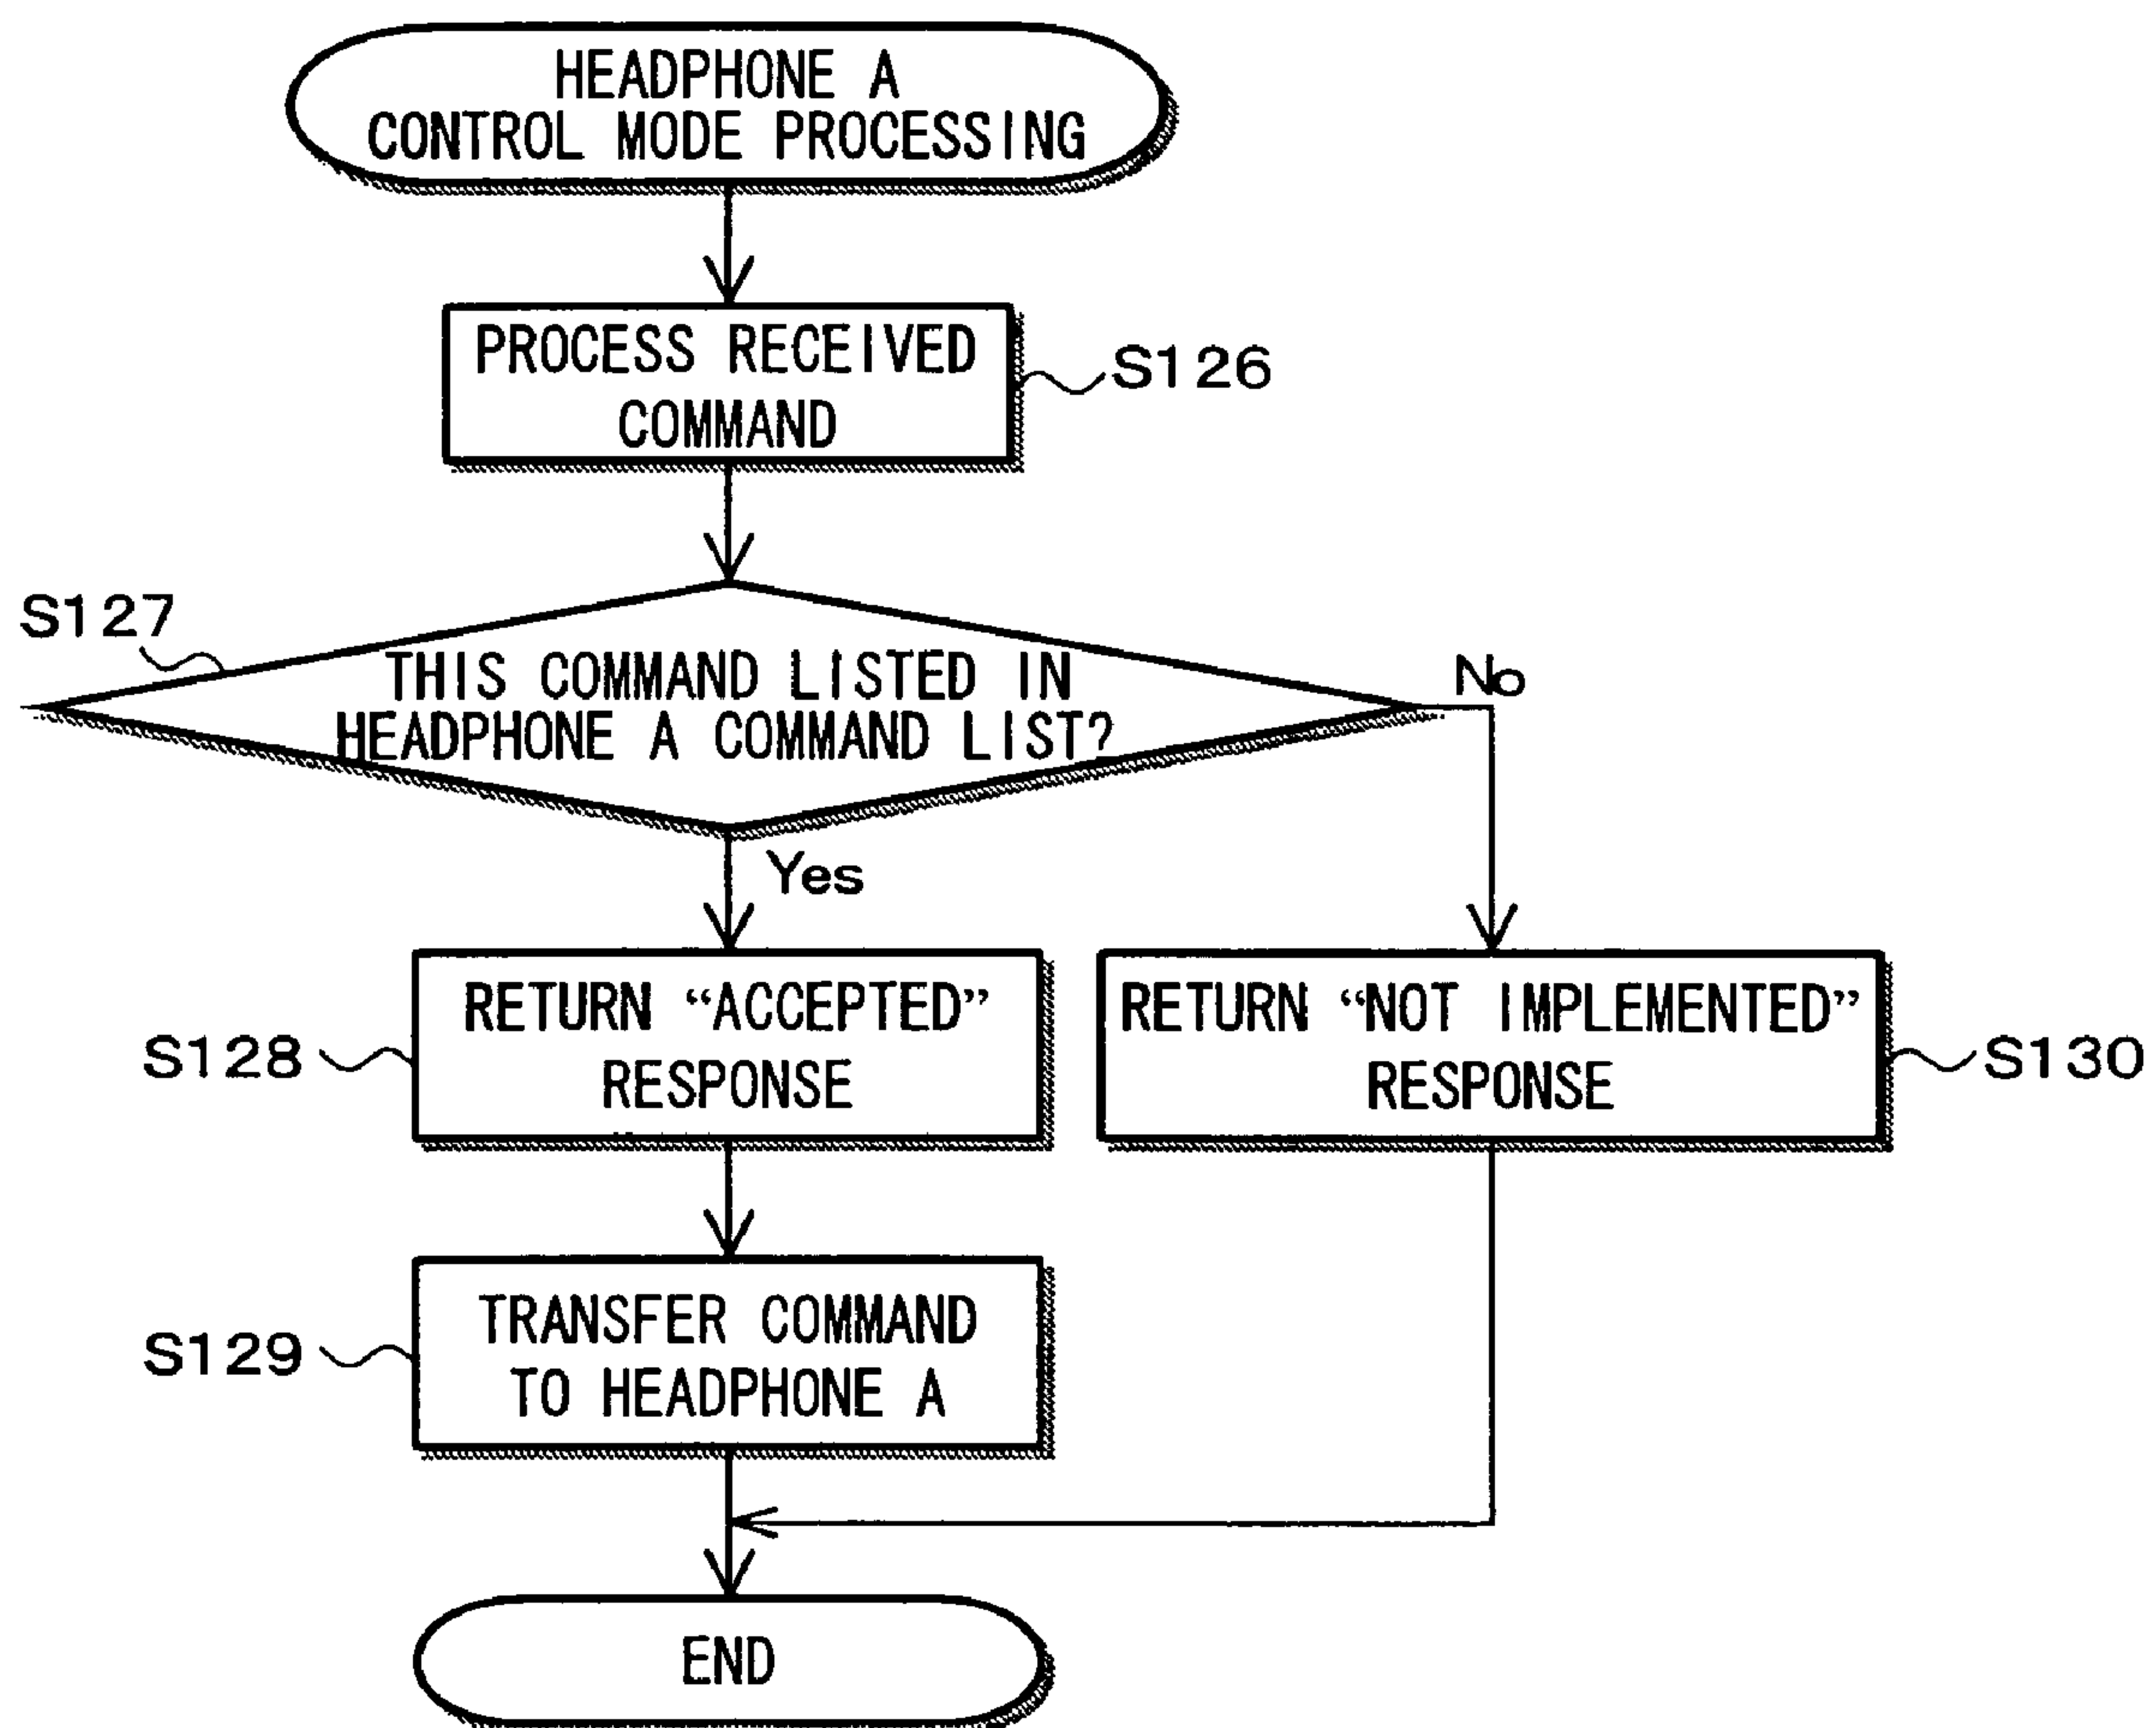 HEADPHONE A
CONTROL MODE PROCESSING
PROCESS RECEIVED
COMMAND
S126
S127
THIS COMMAND LISTED IN
HEADPHONE A COMMAND LIST?
No
Yes
RETURN “ACCEPTED”
RESPONSE
S128
RETURN “NOT IMPLEMENTED”
RESPONSE
S130
TRANSFER COMMAND
TO HEADPHONE A
S129
END